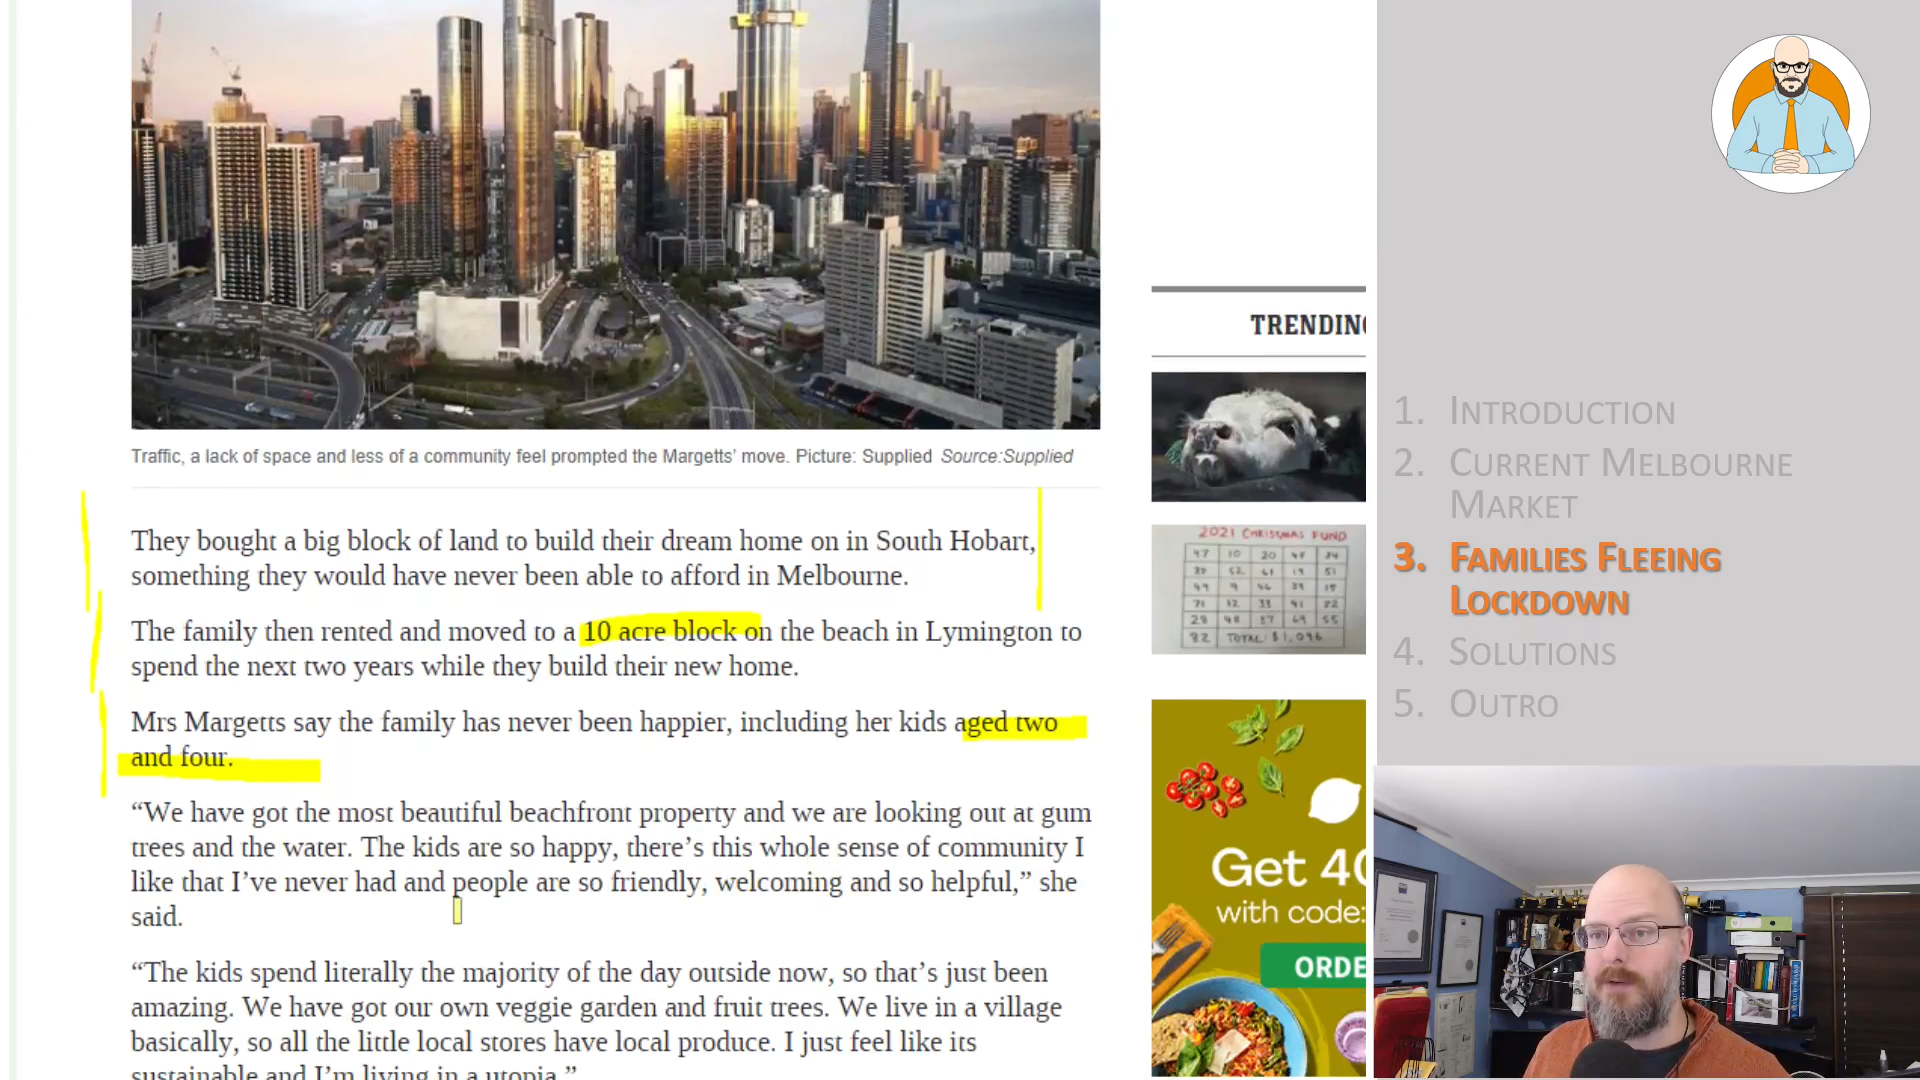 Traffic, a lack of space and less of a community feel prompted the Margetts’ move. Picture: Supplied Source:Supplied
They bought a big block of land to build their dream home on in South Hobart,
something they would have never been able to afford in Melbourne.
The family then rented and moved to a 10 acre block on the beach in Lymington to
spend the next two years while they build their new home.
Mrs Margetts say the family has never been happier, including her kids aged two
and four.
“We have got the most beautiful beachfront property and we are looking out at gum
trees and the water. The kids are so happy, there’s this whole sense of community I
like that I’ve never had and people are so friendly, welcoming and so helpful,” she
said.
“The kids spend literally the majority of the day outside now, so that’s just been
amazing. We have got our own veggie garden and fruit trees. We live in a village
basically, so all the little local stores have local produce. I just feel like its
sustainable and I’m living in a utopia.”
TRENDING
2021 CHRISTMAS FUND
TOTAL: $1,096
Get 40
with code:
ORDE
1. INTRODUCTION
2. CURRENT MELBOURNE
MARKET
3. FAMILIES FLEEING
LOCKDOWN
4. SOLUTIONS
5. OUTRO